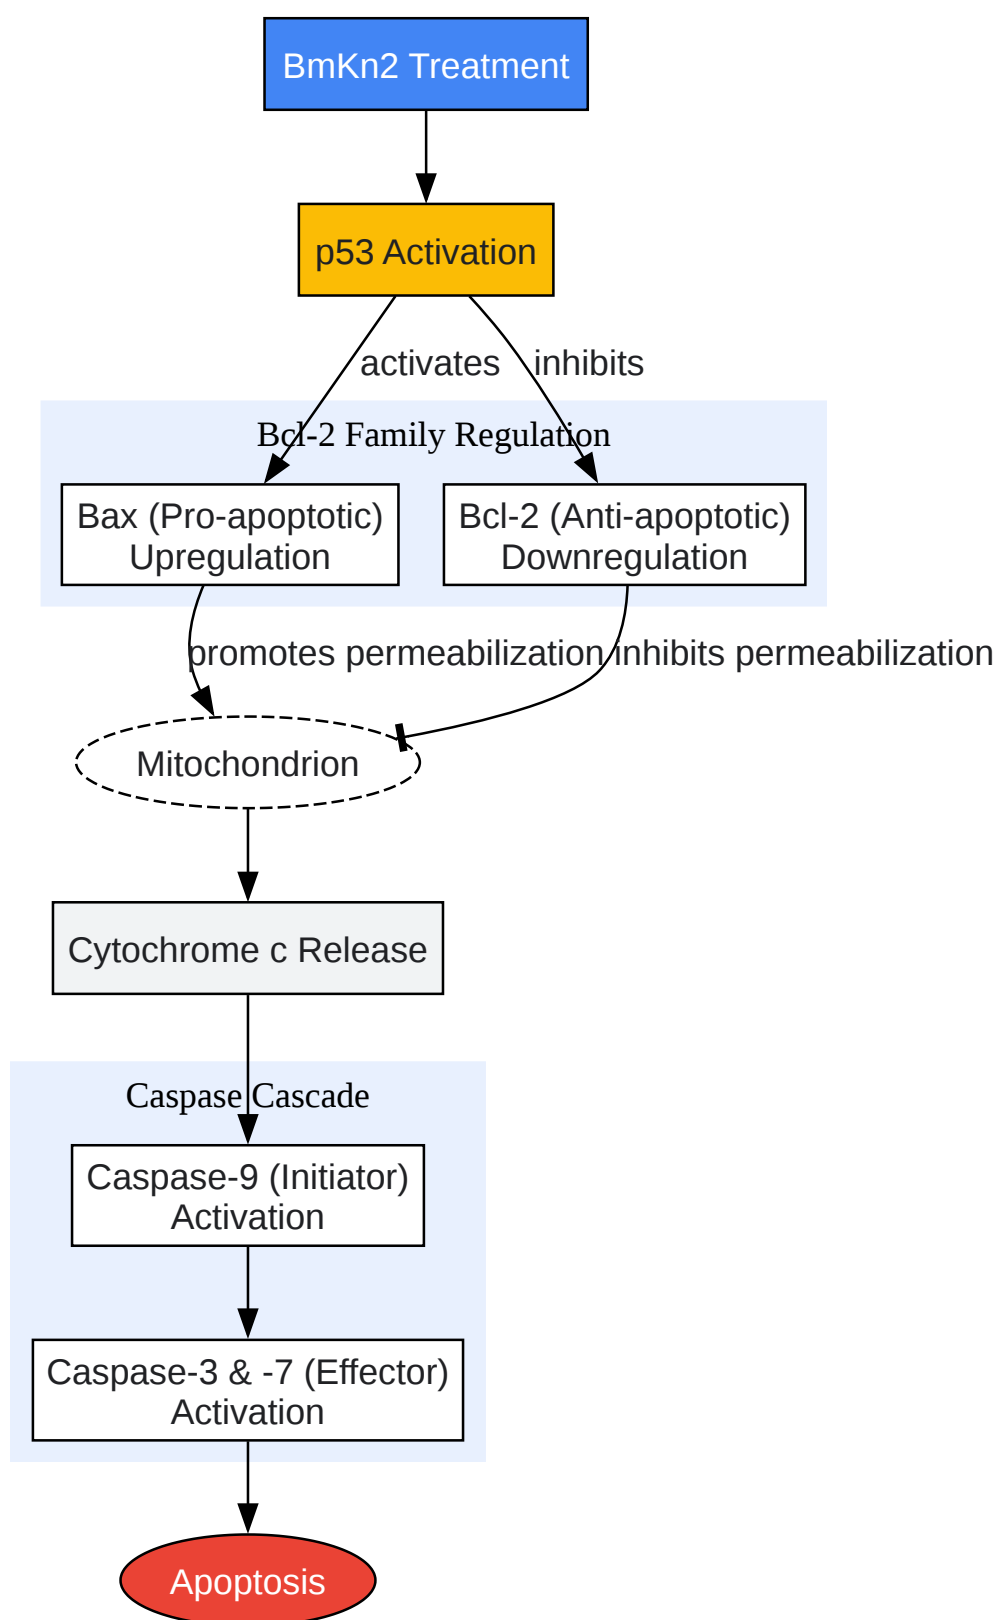 BmKn2 Treatment
p53 Activation
activates
inhibits
Bcl-2 Family Regulation
Bax (Pro-apoptotic)
Upregulation
Bcl-2 (Anti-apoptotic)
Downregulation
promotes permeabilization
inhibits permeabilization
Mitochondrion
Cytochrome c Release
Caspase Cascade
Caspase-9 (Initiator)
Activation
Caspase-3 & -7 (Effector)
Activation
Apoptosis